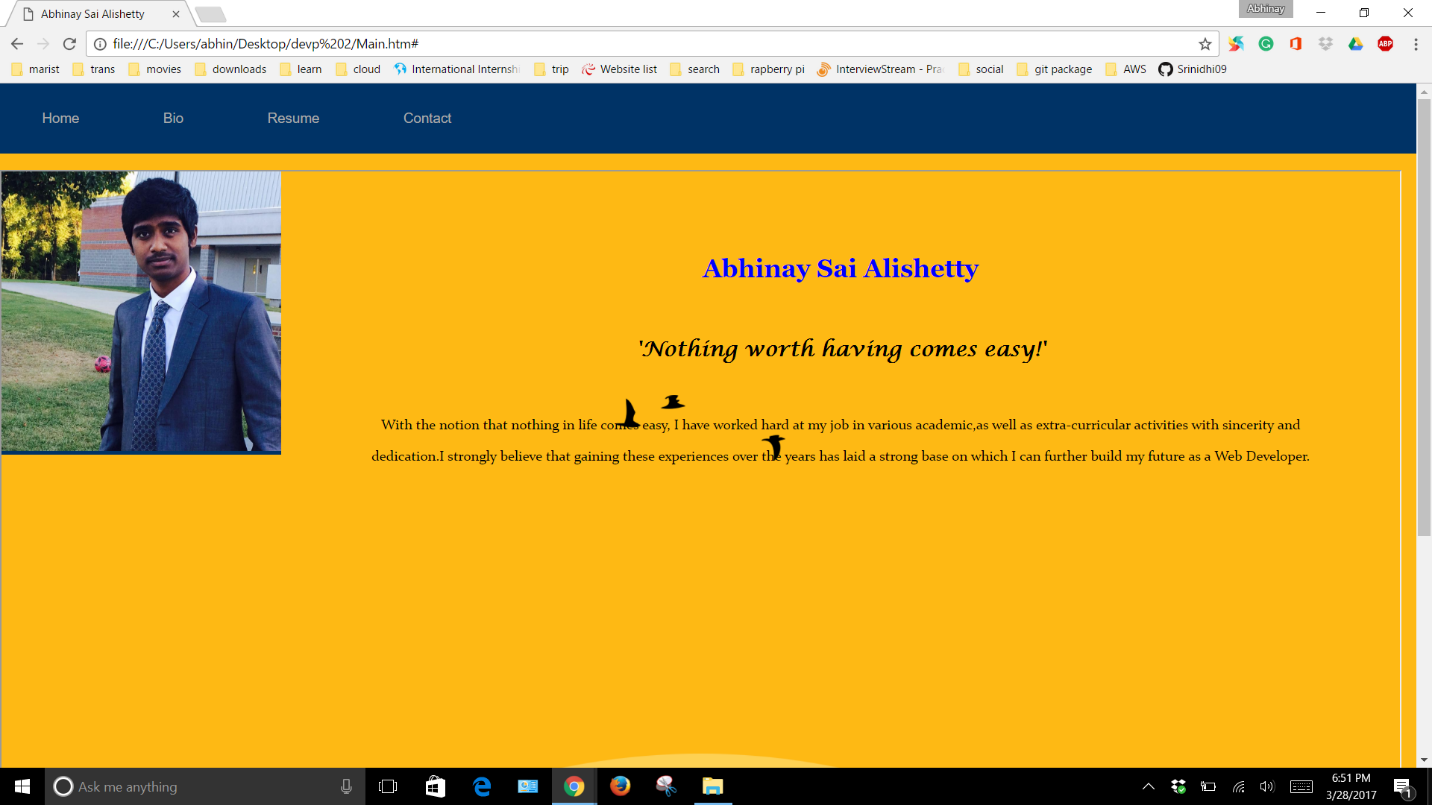 Abhinay Sai Alishetty
Abhinay
file:///C:/Users/abhin/Desktop/devp%202/Main.htm#
marist trans movies downloads learn cloud International Internshi trip Website list search rapberry pi InterviewStream - Pra social git package AWS Srinidhi09
Home Bio Resume Contact
Abhinay Sai Alishetty
'Nothing worth having comes easy!'
With the notion that nothing in life comes easy, I have worked hard at my job in various academic,as well as extra-curricular activities with sincerity and
dedication.I strongly believe that gaining these experiences over the years has laid a strong base on which I can further build my future as a Web Developer.
Ask me anything
6:51 PM
3/28/2017
1
ABP